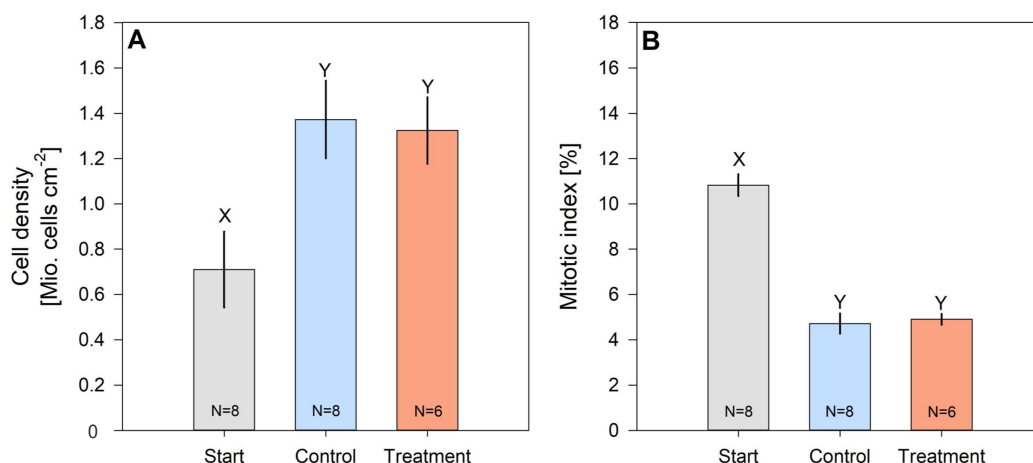 A
Cell density
[Mio. cells cm⁻²]
1.8
1.6
1.4
1.2
1.0
0.8
0.6
0.4
0.2
0
X
Y
Y
N=8
N=8
N=6
Start
Control
Treatment
B
Mitotic index [%]
18
16
14
12
10
8
6
4
2
0
X
Y
Y
N=8
N=8
N=6
Start
Control
Treatment